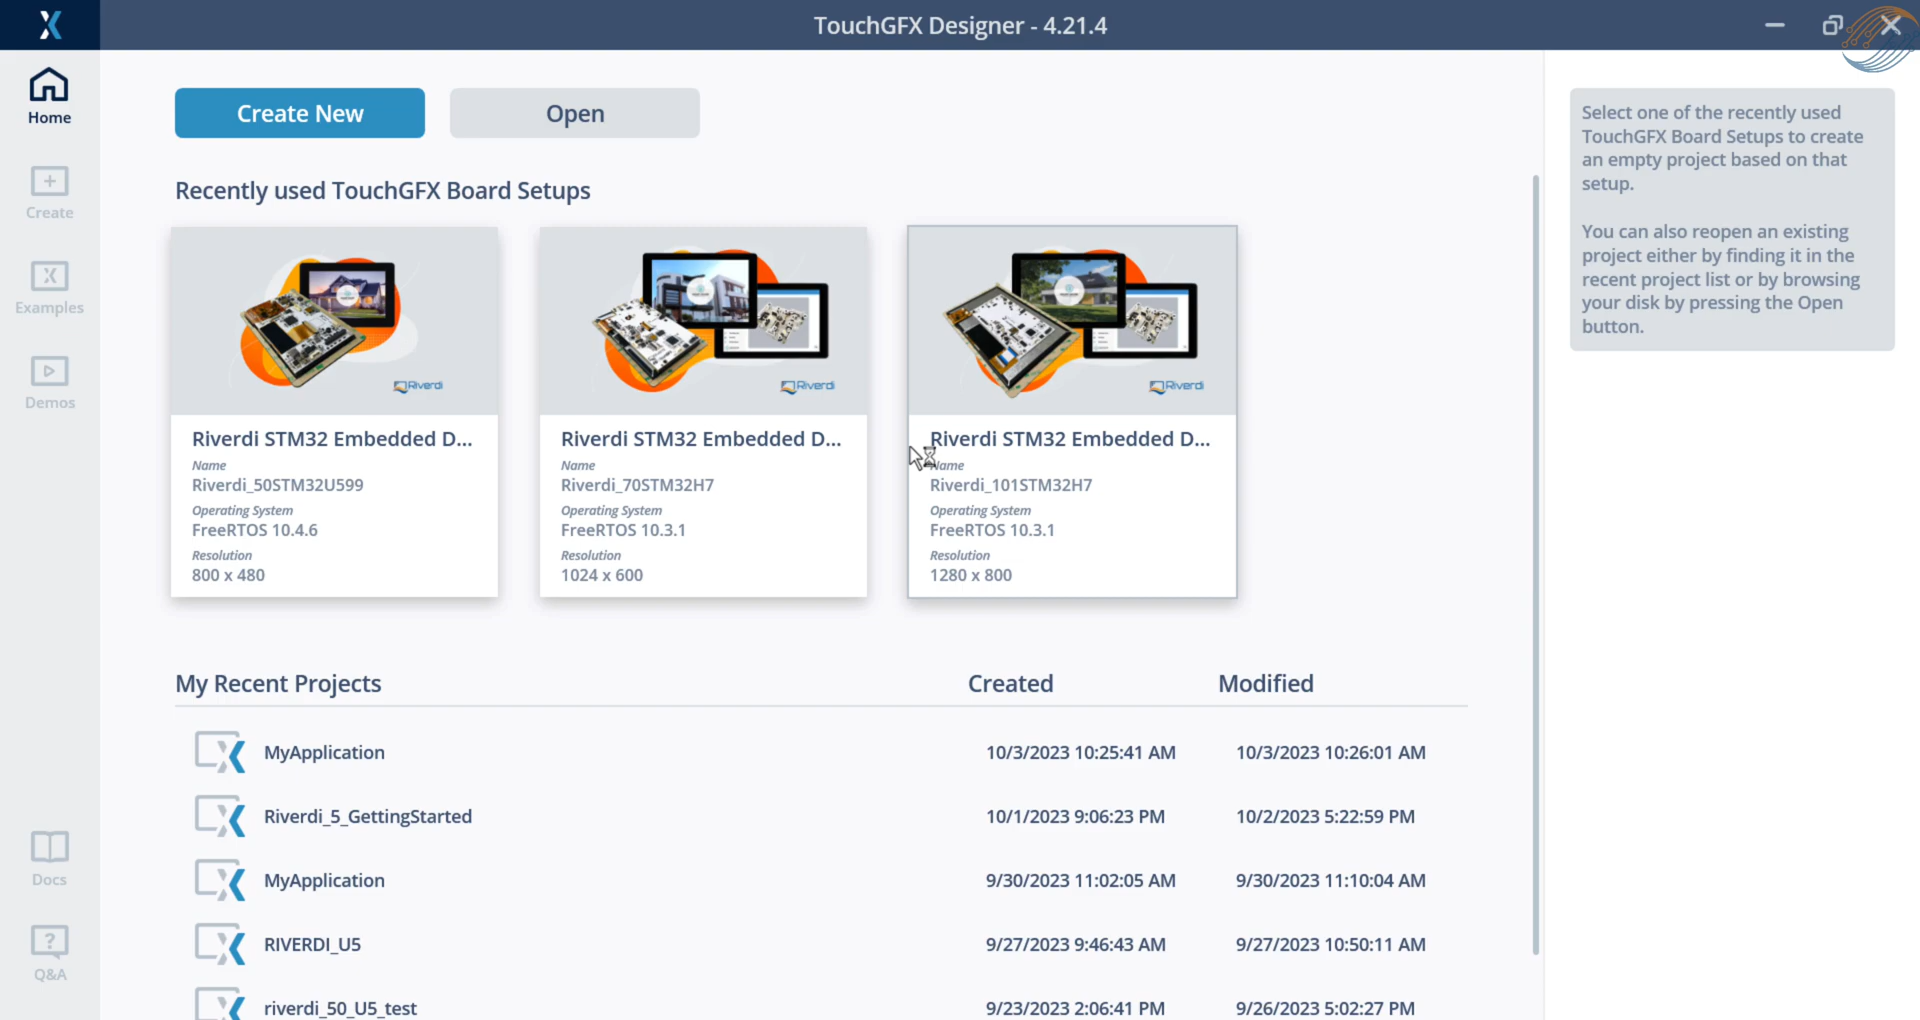 TouchGFX Designer - 4.21.4
Home
Create
Examples
Demos
Docs
Q&A
Create New
Open
Recently used TouchGFX Board Setups
Riverdi
Riverdi STM32 Embedded D...
Name
Riverdi_50STM32U599
Operating System
FreeRTOS 10.4.6
Resolution
800 x 480
Riverdi
Riverdi STM32 Embedded D...
Name
Riverdi_70STM32H7
Operating System
FreeRTOS 10.3.1
Resolution
1024 x 600
Riverdi
Riverdi STM32 Embedded D...
Name
Riverdi_101STM32H7
Operating System
FreeRTOS 10.3.1
Resolution
1280 x 800
My Recent Projects Created Modified
MyApplication 10/3/2023 10:25:41 AM 10/3/2023 10:26:01 AM
Riverdi_5_GettingStarted 10/1/2023 9:06:23 PM 10/2/2023 5:22:59 PM
MyApplication 9/30/2023 11:02:05 AM 9/30/2023 11:10:04 AM
RIVERDI_U5 9/27/2023 9:46:43 AM 9/27/2023 10:50:11 AM
riverdi_50_U5_test 9/23/2023 2:06:41 PM 9/26/2023 5:02:27 PM
Select one of the recently used
TouchGFX Board Setups to create
an empty project based on that
setup.
You can also reopen an existing
project either by finding it in the
recent project list or by browsing
your disk by pressing the Open
button.